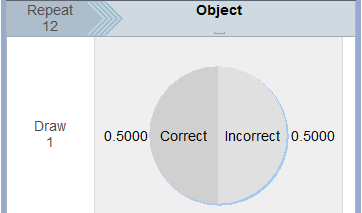 Repeat
12
Object
Draw
1
0.5000 Correct Incorrect 0.5000